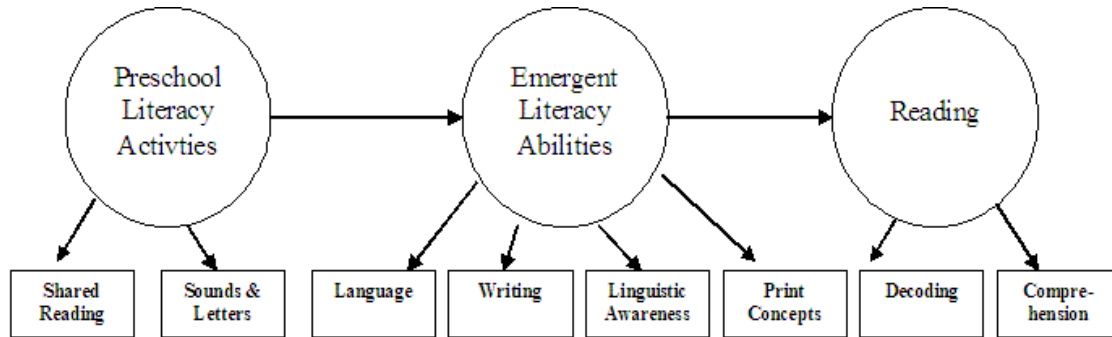 Preschool
Literacy
Activties
Emergent
Literacy
Abilities
Reading
Shared
Reading
Sounds &
Letters
Language
Writing
Linguistic
Awareness
Print
Concepts
Decoding
Compre-
hension